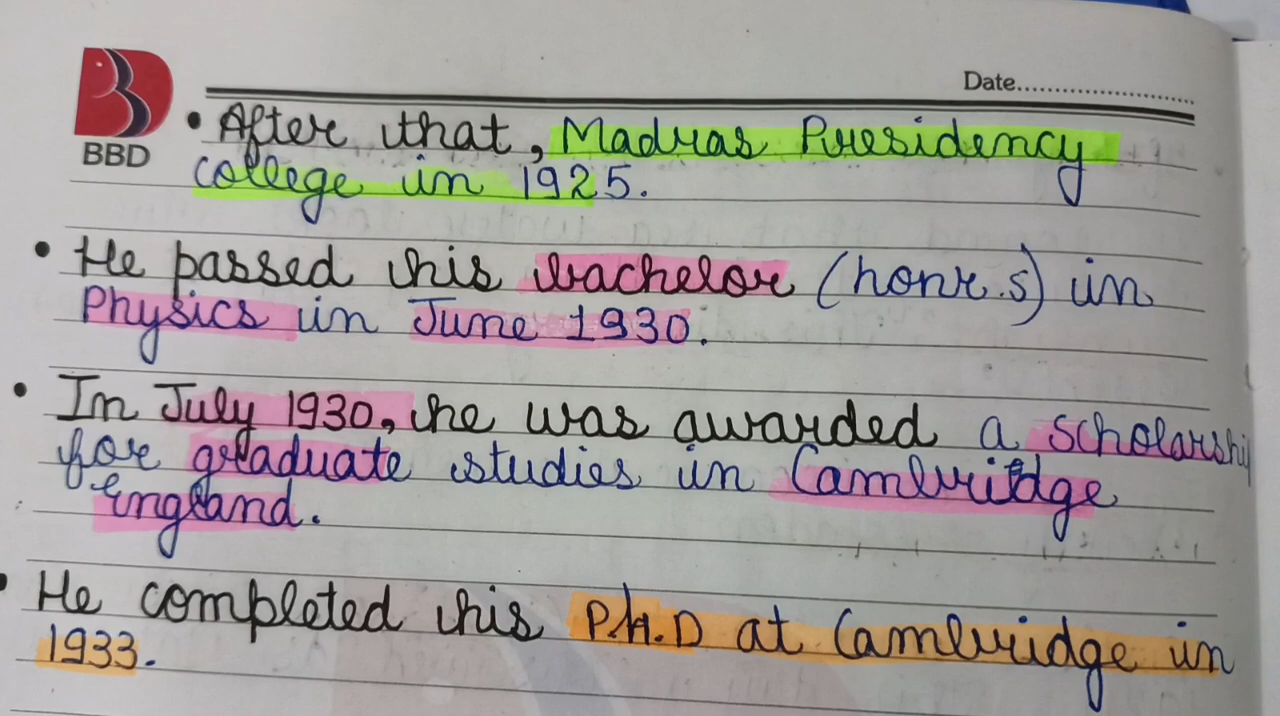 BBD
Date
• After that, Madras Presidency
college in 1925.
• He passed his bachelor (honr.s) in
Physics in June 1930.
• In July 1930, he was awarded a scholarship
for graduate studies in Cambridge
England.
• He completed his P.H.D at Cambridge in
1933.